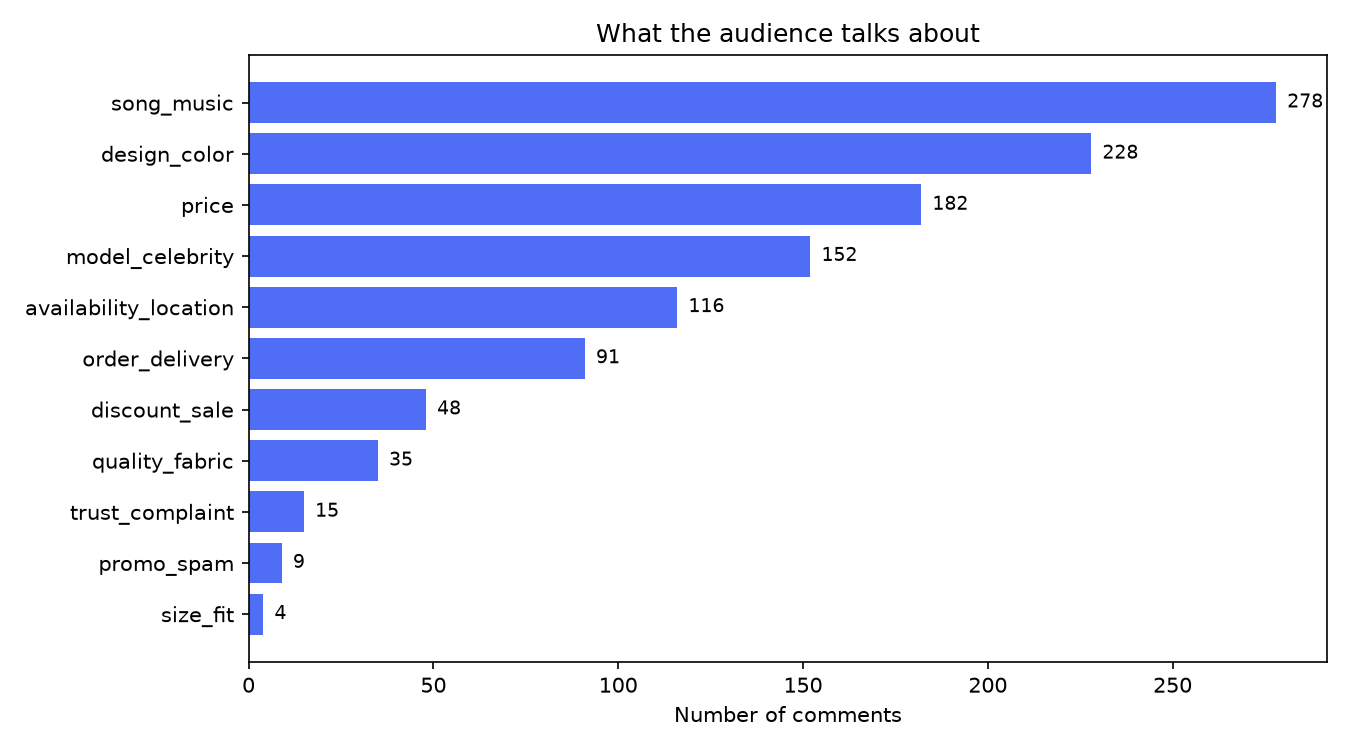 What the audience talks about
song_music 278
design_color 228
price 182
model_celebrity 152
availability_location 116
order_delivery 91
discount_sale 48
quality_fabric 35
trust_complaint 15
promo_spam 9
size_fit 4
0 50 100 150 200 250
Number of comments